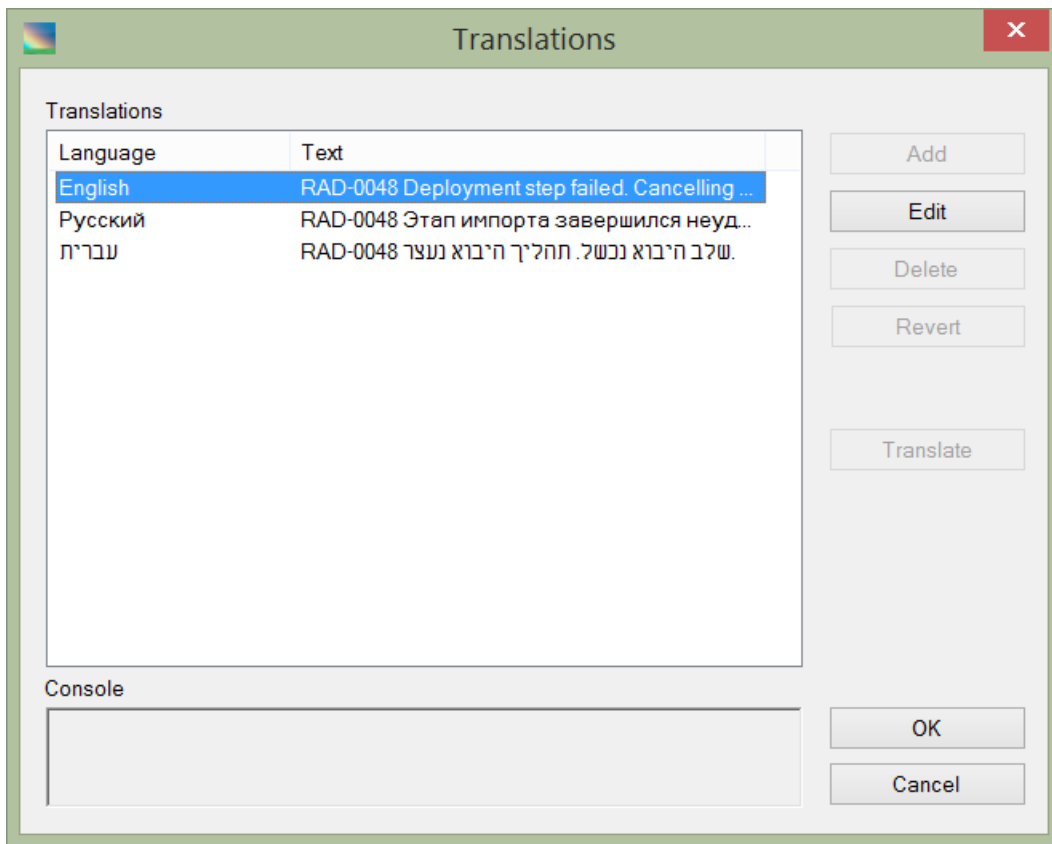 Translations
Translations
Language Text
English RAD-0048 Deployment step failed. Cancelling ...
Русский RAD-0048 Этап импорта завершился неуд...
עברית RAD-0048 שלב היבוא נכשל. תהליך היבוא נעצר.
Add
Edit
Delete
Revert
Translate
Console
OK
Cancel